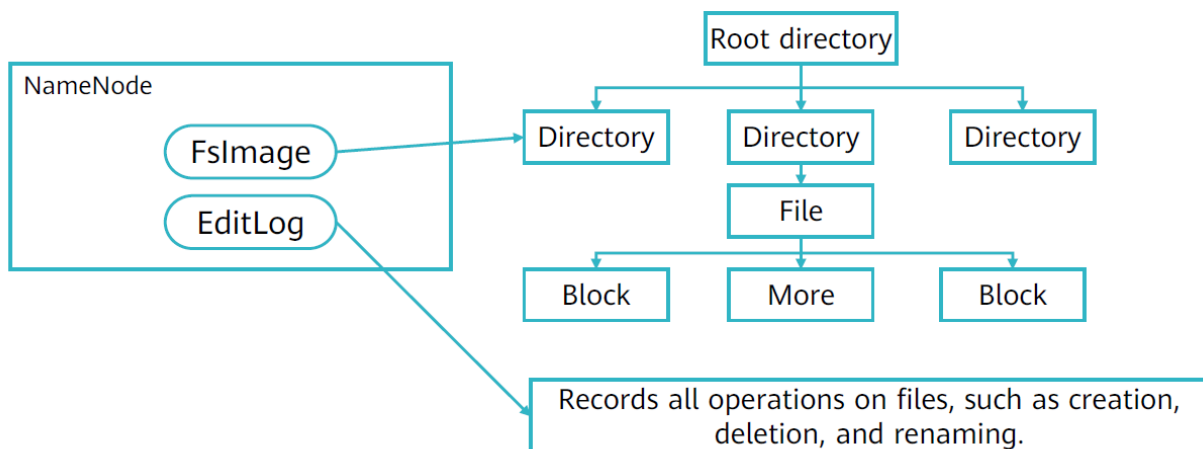 Root directory
NameNode
Directory
Directory
Directory
FsImage
File
EditLog
Block
More
Block
Records all operations on files, such as creation,
deletion, and renaming.